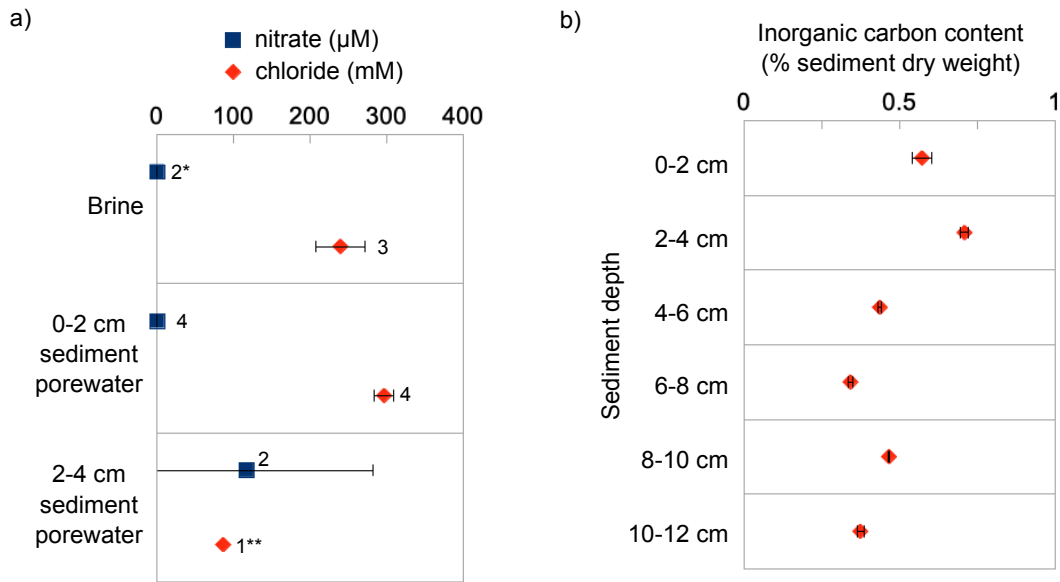 a)
nitrate (µM)
chloride (mM)
0 100 200 300 400
2*
Brine
3
4
0-2 cm
sediment
porewater
4
2
2-4 cm
sediment
porewater
1**
b)
Inorganic carbon content
(% sediment dry weight)
0 0.5 1
Sediment depth
0-2 cm
2-4 cm
4-6 cm
6-8 cm
8-10 cm
10-12 cm